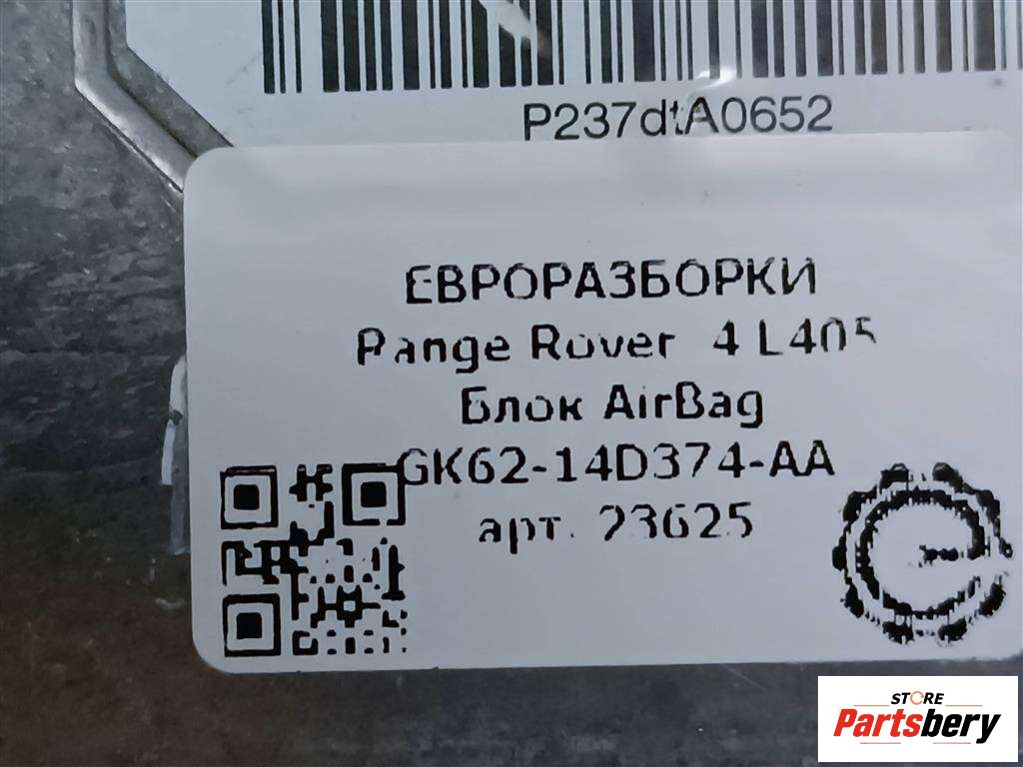 P237dtA0652
ЕВРОРАЗБОРКИ
Range Rover 4 L405
Блок AirBag
GK62-14D374-AA
арт. 23625
STORE
Partsbery